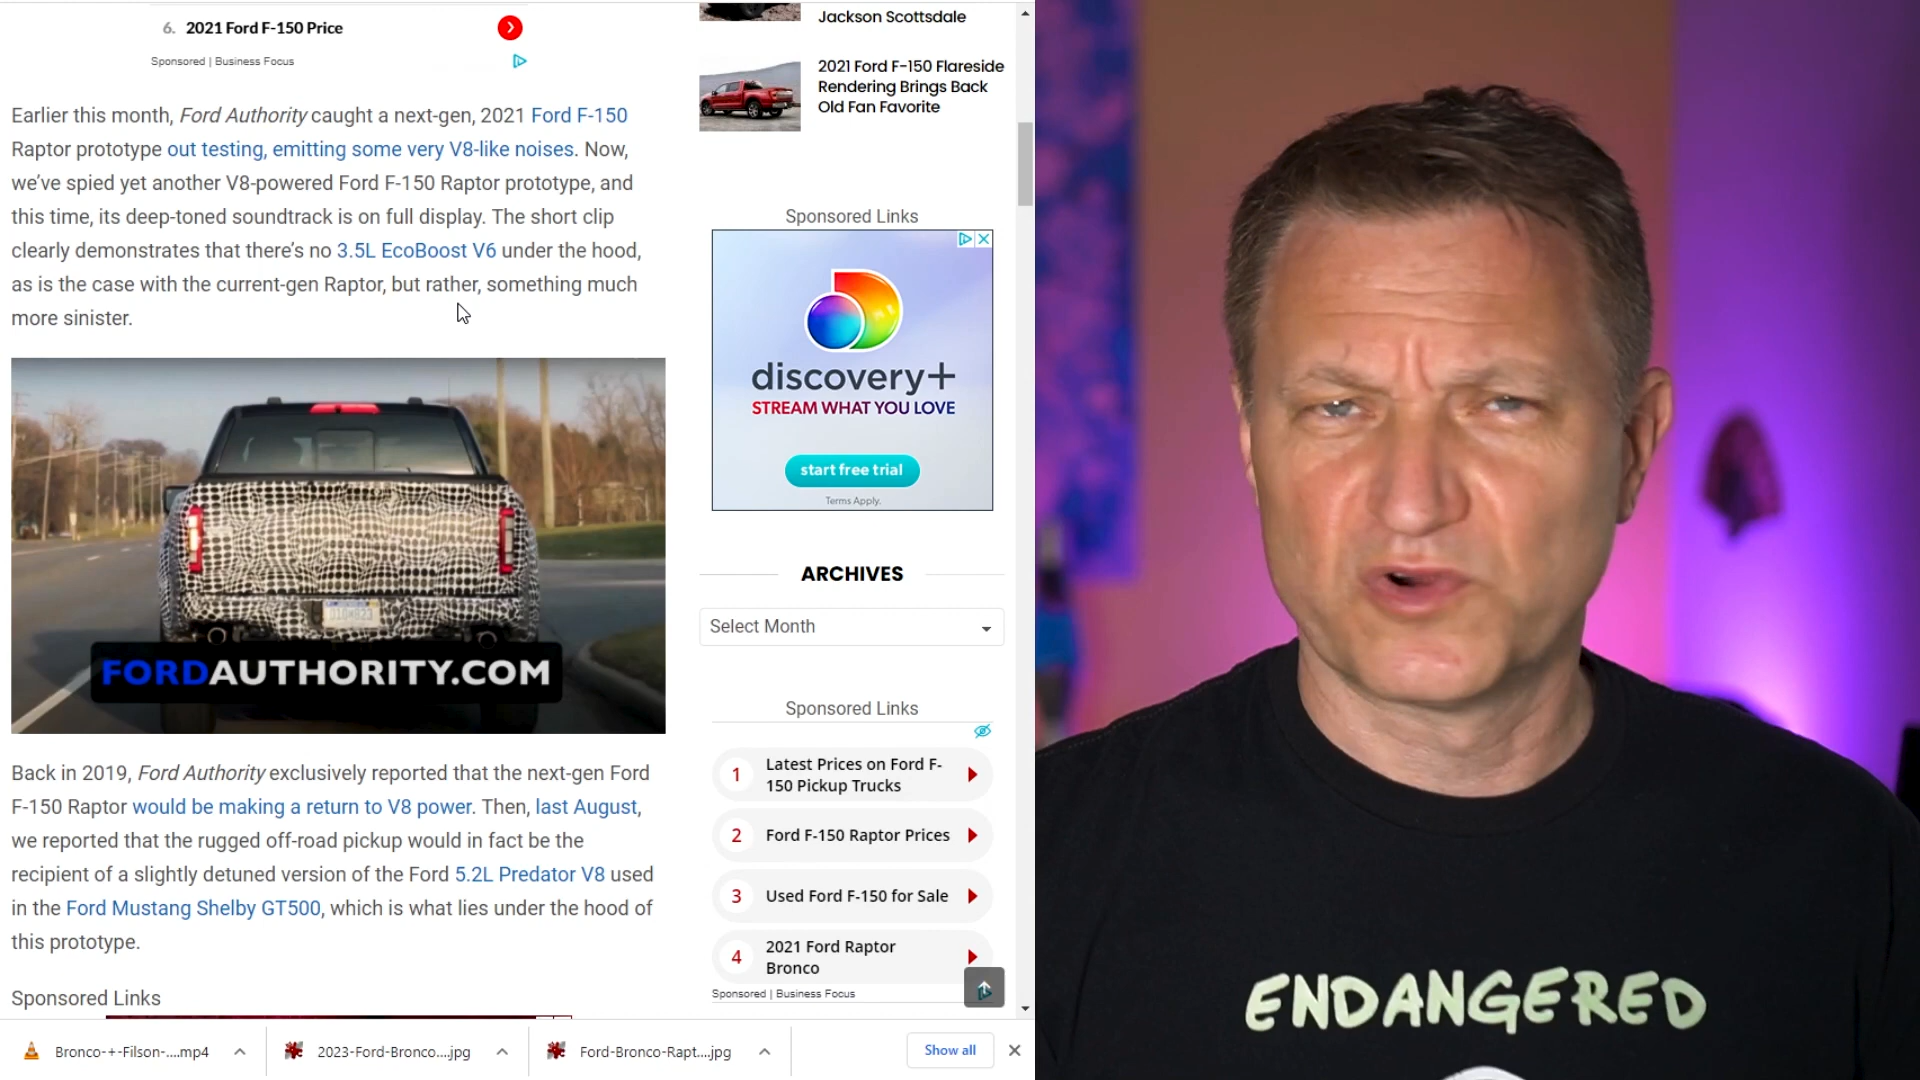 6. 2021 Ford F-150 Price
Sponsored | Business Focus
Earlier this month, Ford Authority caught a next-gen, 2021 Ford F-150
Raptor prototype out testing, emitting some very V8-like noises. Now,
we've spied yet another V8-powered Ford F-150 Raptor prototype, and
this time, its deep-toned soundtrack is on full display. The short clip
clearly demonstrates that there's no 3.5L EcoBoost V6 under the hood,
as is the case with the current-gen Raptor, but rather, something much
more sinister.
FORDAUTHORITY.COM
Back in 2019, Ford Authority exclusively reported that the next-gen Ford
F-150 Raptor would be making a return to V8 power. Then, last August,
we reported that the rugged off-road pickup would in fact be the
recipient of a slightly detuned version of the Ford 5.2L Predator V8 used
in the Ford Mustang Shelby GT500, which is what lies under the hood of
this prototype.
Sponsored Links
Jackson Scottsdale
2021 Ford F-150 Flareside
Rendering Brings Back
Old Fan Favorite
Sponsored Links
discovery+
STREAM WHAT YOU LOVE
start free trial
Terms Apply.
ARCHIVES
Select Month
Sponsored Links
1 Latest Prices on Ford F-
150 Pickup Trucks
2 Ford F-150 Raptor Prices
3 Used Ford F-150 for Sale
4 2021 Ford Raptor
Bronco
Sponsored | Business Focus
Bronco-+-Filson-....mp4
2023-Ford-Bronco....jpg
Ford-Bronco-Rapt....jpg
Show all
ENDANGERED